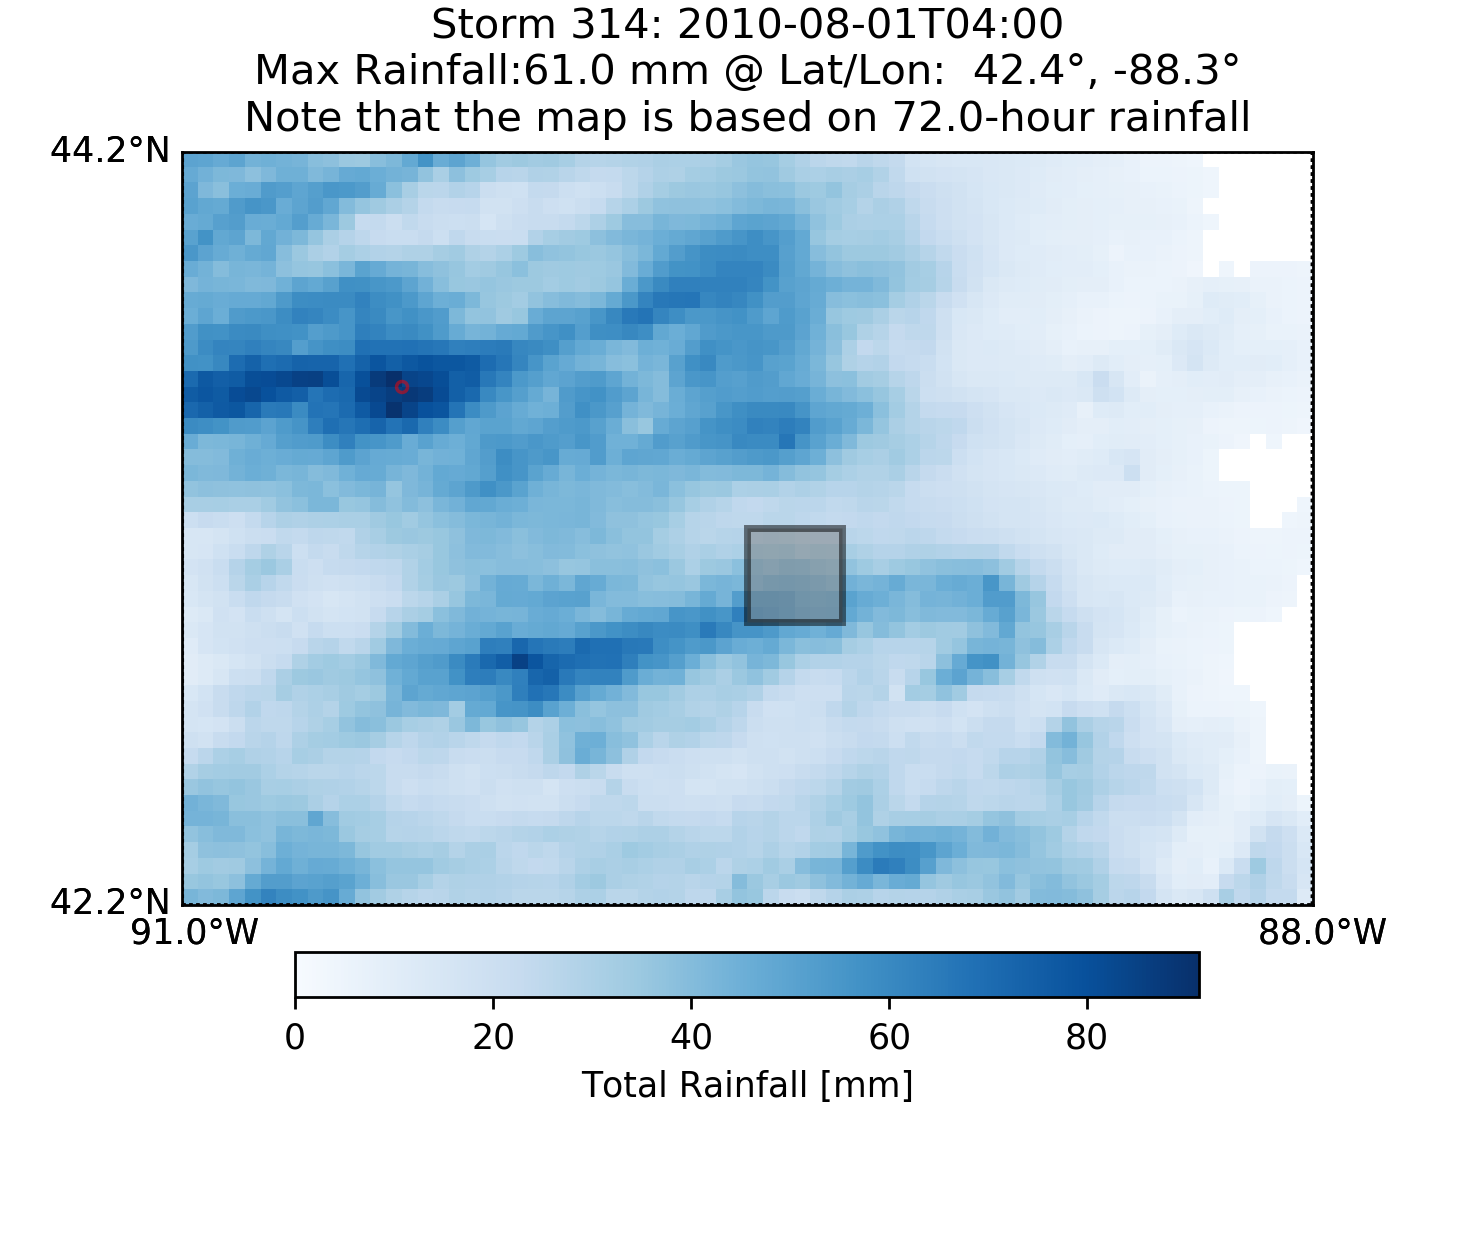 Storm 314: 2010-08-01T04:00
Max Rainfall:61.0 mm @ Lat/Lon:  42.4°, -88.3°
Note that the map is based on 72.0-hour rainfall
44.2°N
42.2°N
91.0°W
88.0°W
0 20 40 60 80
Total Rainfall [mm]